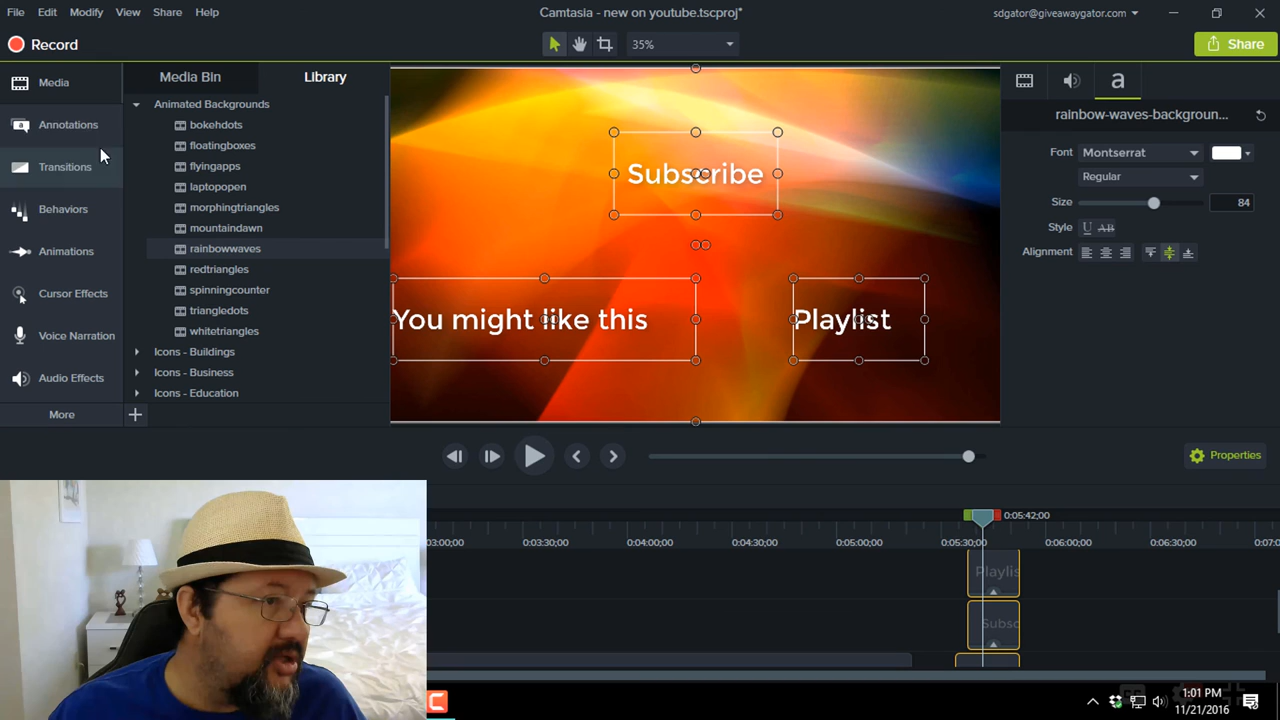 File Edit Modify View Share Help
Camtasia - new on youtube.tscproj*
sdgator@giveawaygator.com
Record
35%
Share
Media
Annotations
Transitions
Behaviors
Animations
Cursor Effects
Voice Narration
Audio Effects
More
Media Bin Library
Animated Backgrounds
bokehdots
floatingboxes
flyingapps
laptopopen
morphingtriangles
mountaindawn
rainbowwaves
redtriangles
spinningcounter
triangledots
whitetriangles
Icons - Buildings
Icons - Business
Icons - Education
Subscribe
You might like this
Playlist
a
rainbow-waves-backgroun...
Font Montserrat
Regular
Size 84
Style U AB
Alignment
Properties
0:05:42;00
03:00;00 0:03:30;00 0:04:00;00 0:04:30;00 0:05:00;00 0:05:30;00 0:06:00;00 0:06:30;00 0:07:0
Playlis
Subsc
1:01 PM
11/21/2016